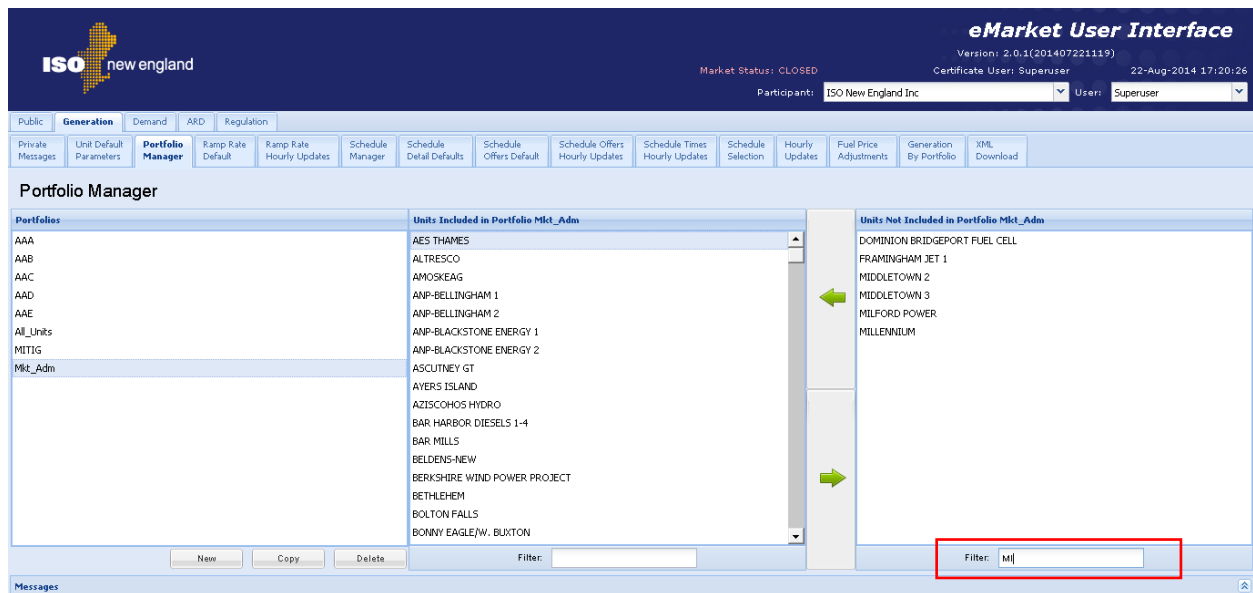 eMarket User Interface
ISO new england
Version: 2.0.1(201407221119)
Market Status: CLOSED Certificate User: Superuser 22-Aug-2014 17:20:26
Participant: ISO New England Inc User: Superuser
Public Generation Demand ARD Regulation
Private Messages Unit Default Parameters Portfolio Manager Ramp Rate Default Ramp Rate Hourly Updates Schedule Manager Schedule Detail Defaults Schedule Offers Default Schedule Offers Hourly Updates Schedule Times Hourly Updates Schedule Selection Hourly Updates Fuel Price Adjustments Generation By Portfolio XML Download
Portfolio Manager
Portfolios
AAA
AAB
AAC
AAD
AAE
All_Units
MITIG
Mkt_Adm
New Copy Delete
Units Included in Portfolio Mkt_Adm
AES THAMES
ALTRESCO
AMOSKEAG
ANP-BELLINGHAM 1
ANP-BELLINGHAM 2
ANP-BLACKSTONE ENERGY 1
ANP-BLACKSTONE ENERGY 2
ASCUTNEY GT
AYERS ISLAND
AZISCOHOS HYDRO
BAR HARBOR DIESELS 1-4
BAR MILLS
BELDENS-NEW
BERKSHIRE WIND POWER PROJECT
BETHLEHEM
BOLTON FALLS
BONNY EAGLE/W. BUXTON
Filter:
Units Not Included in Portfolio Mkt_Adm
DOMINION BRIDGEPORT FUEL CELL
FRAMINGHAM JET 1
MIDDLETOWN 2
MIDDLETOWN 3
MILFORD POWER
MILLENNIUM
Filter: MI
Messages